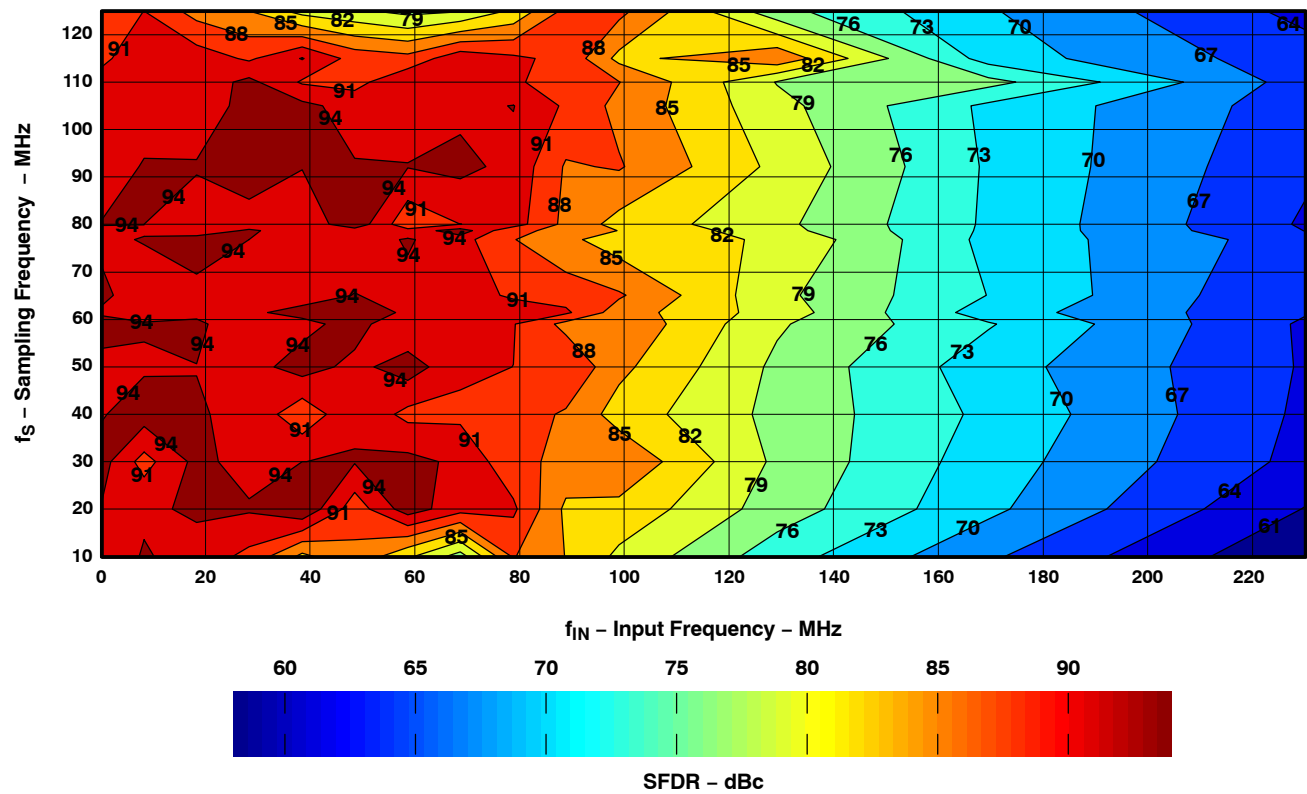 85 82 79 76 73 70 64
120 88
91 88 67
85 82
110 91 79
94 85
100
91 76 73 70
90 94 94
91 88 67
80 94
94 82
94 94 85
70
94 91 79
60 94
94 94 88 76 73
50
94 94 70 67
40 91 94 91 85 82
30 91 94 94 79 64
20 91
85 76 73 70 61
10
0 20 40 60 80 100 120 140 160 180 200 220
fS – Sampling Frequency – MHz
fIN – Input Frequency – MHz
60 65 70 75 80 85 90
SFDR – dBc